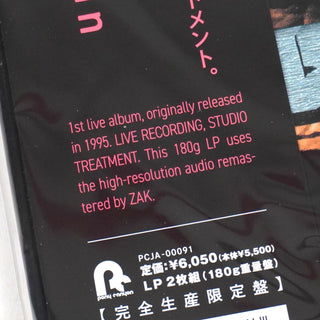 トメント。
1st live album, originally released
in 1995. LIVE RECORDING, STUDIO
TREATMENT. This 180g LP uses
the high-resolution audio remas-
tered by ZAK.
PCJA-00091
定価:¥6,050(本体¥5,500)
LP 2枚組(180g重量盤)
【完全生産限定盤】
pony canyon